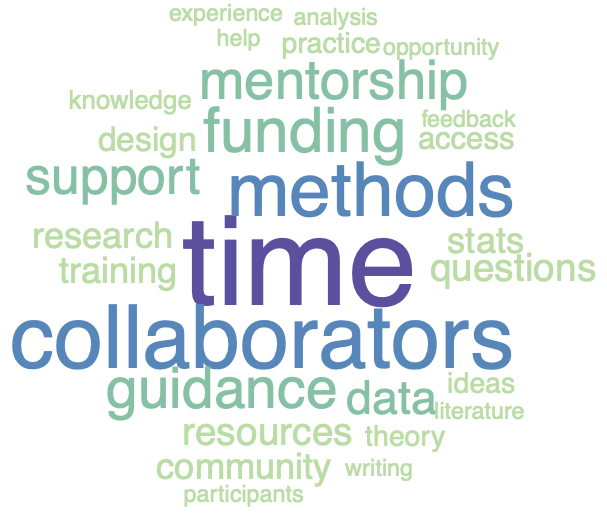 experience analysis
help practice opportunity
mentorship
knowledge
funding feedback
design access
support methods
research time stats
training questions
collaborators
guidance data ideas
literature
resources theory
community writing
participants